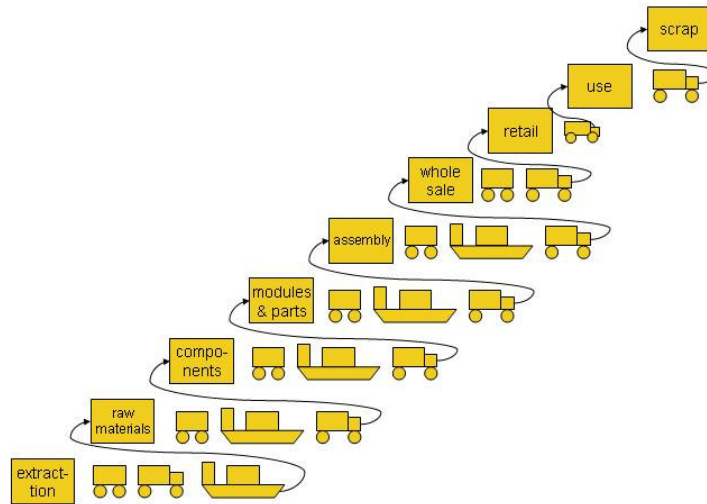 scrap
use
retail
whole
sale
assembly
modules
& parts
compo-
nents
raw
materials
extract-
tion